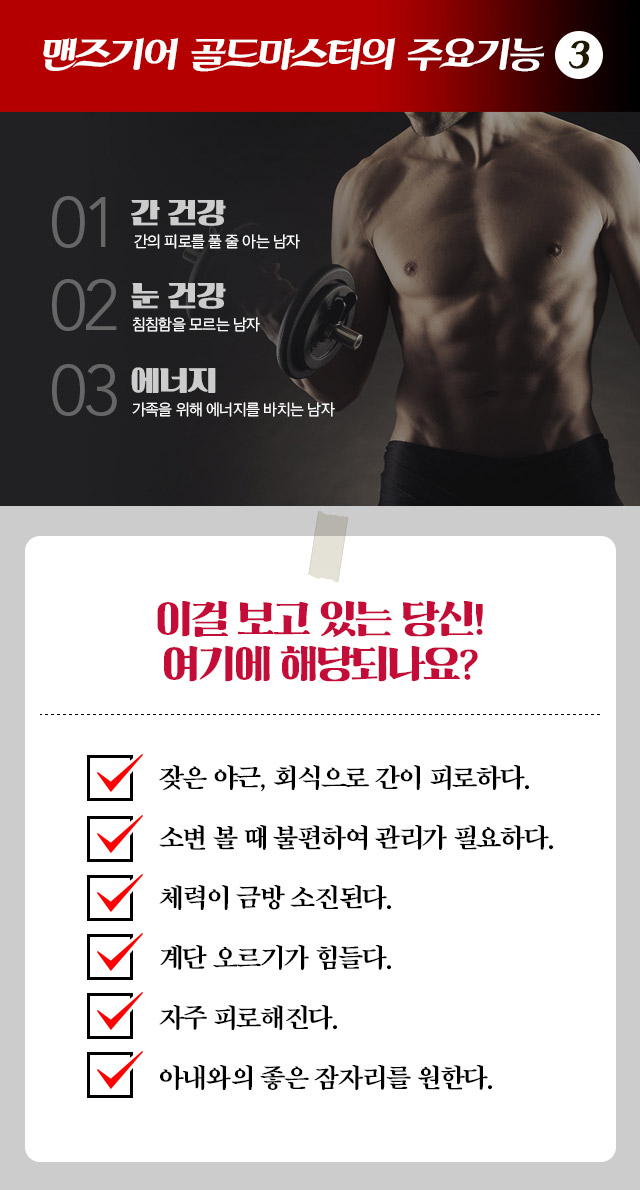 맨즈기어 골드마스터의 주요기능 3
01 간 건강
간의 피로를 풀 줄 아는 남자
02 눈 건강
침침함을 모르는 남자
03 에너지
가족을 위해 에너지를 바치는 남자
이걸 보고 있는 당신!
여기에 해당되나요?
잦은 야근, 회식으로 간이 피로하다.
소변 볼 때 불편하여 관리가 필요하다.
체력이 금방 소진된다.
계단 오르기가 힘들다.
자주 피로해진다.
아내와의 좋은 잠자리를 원한다.